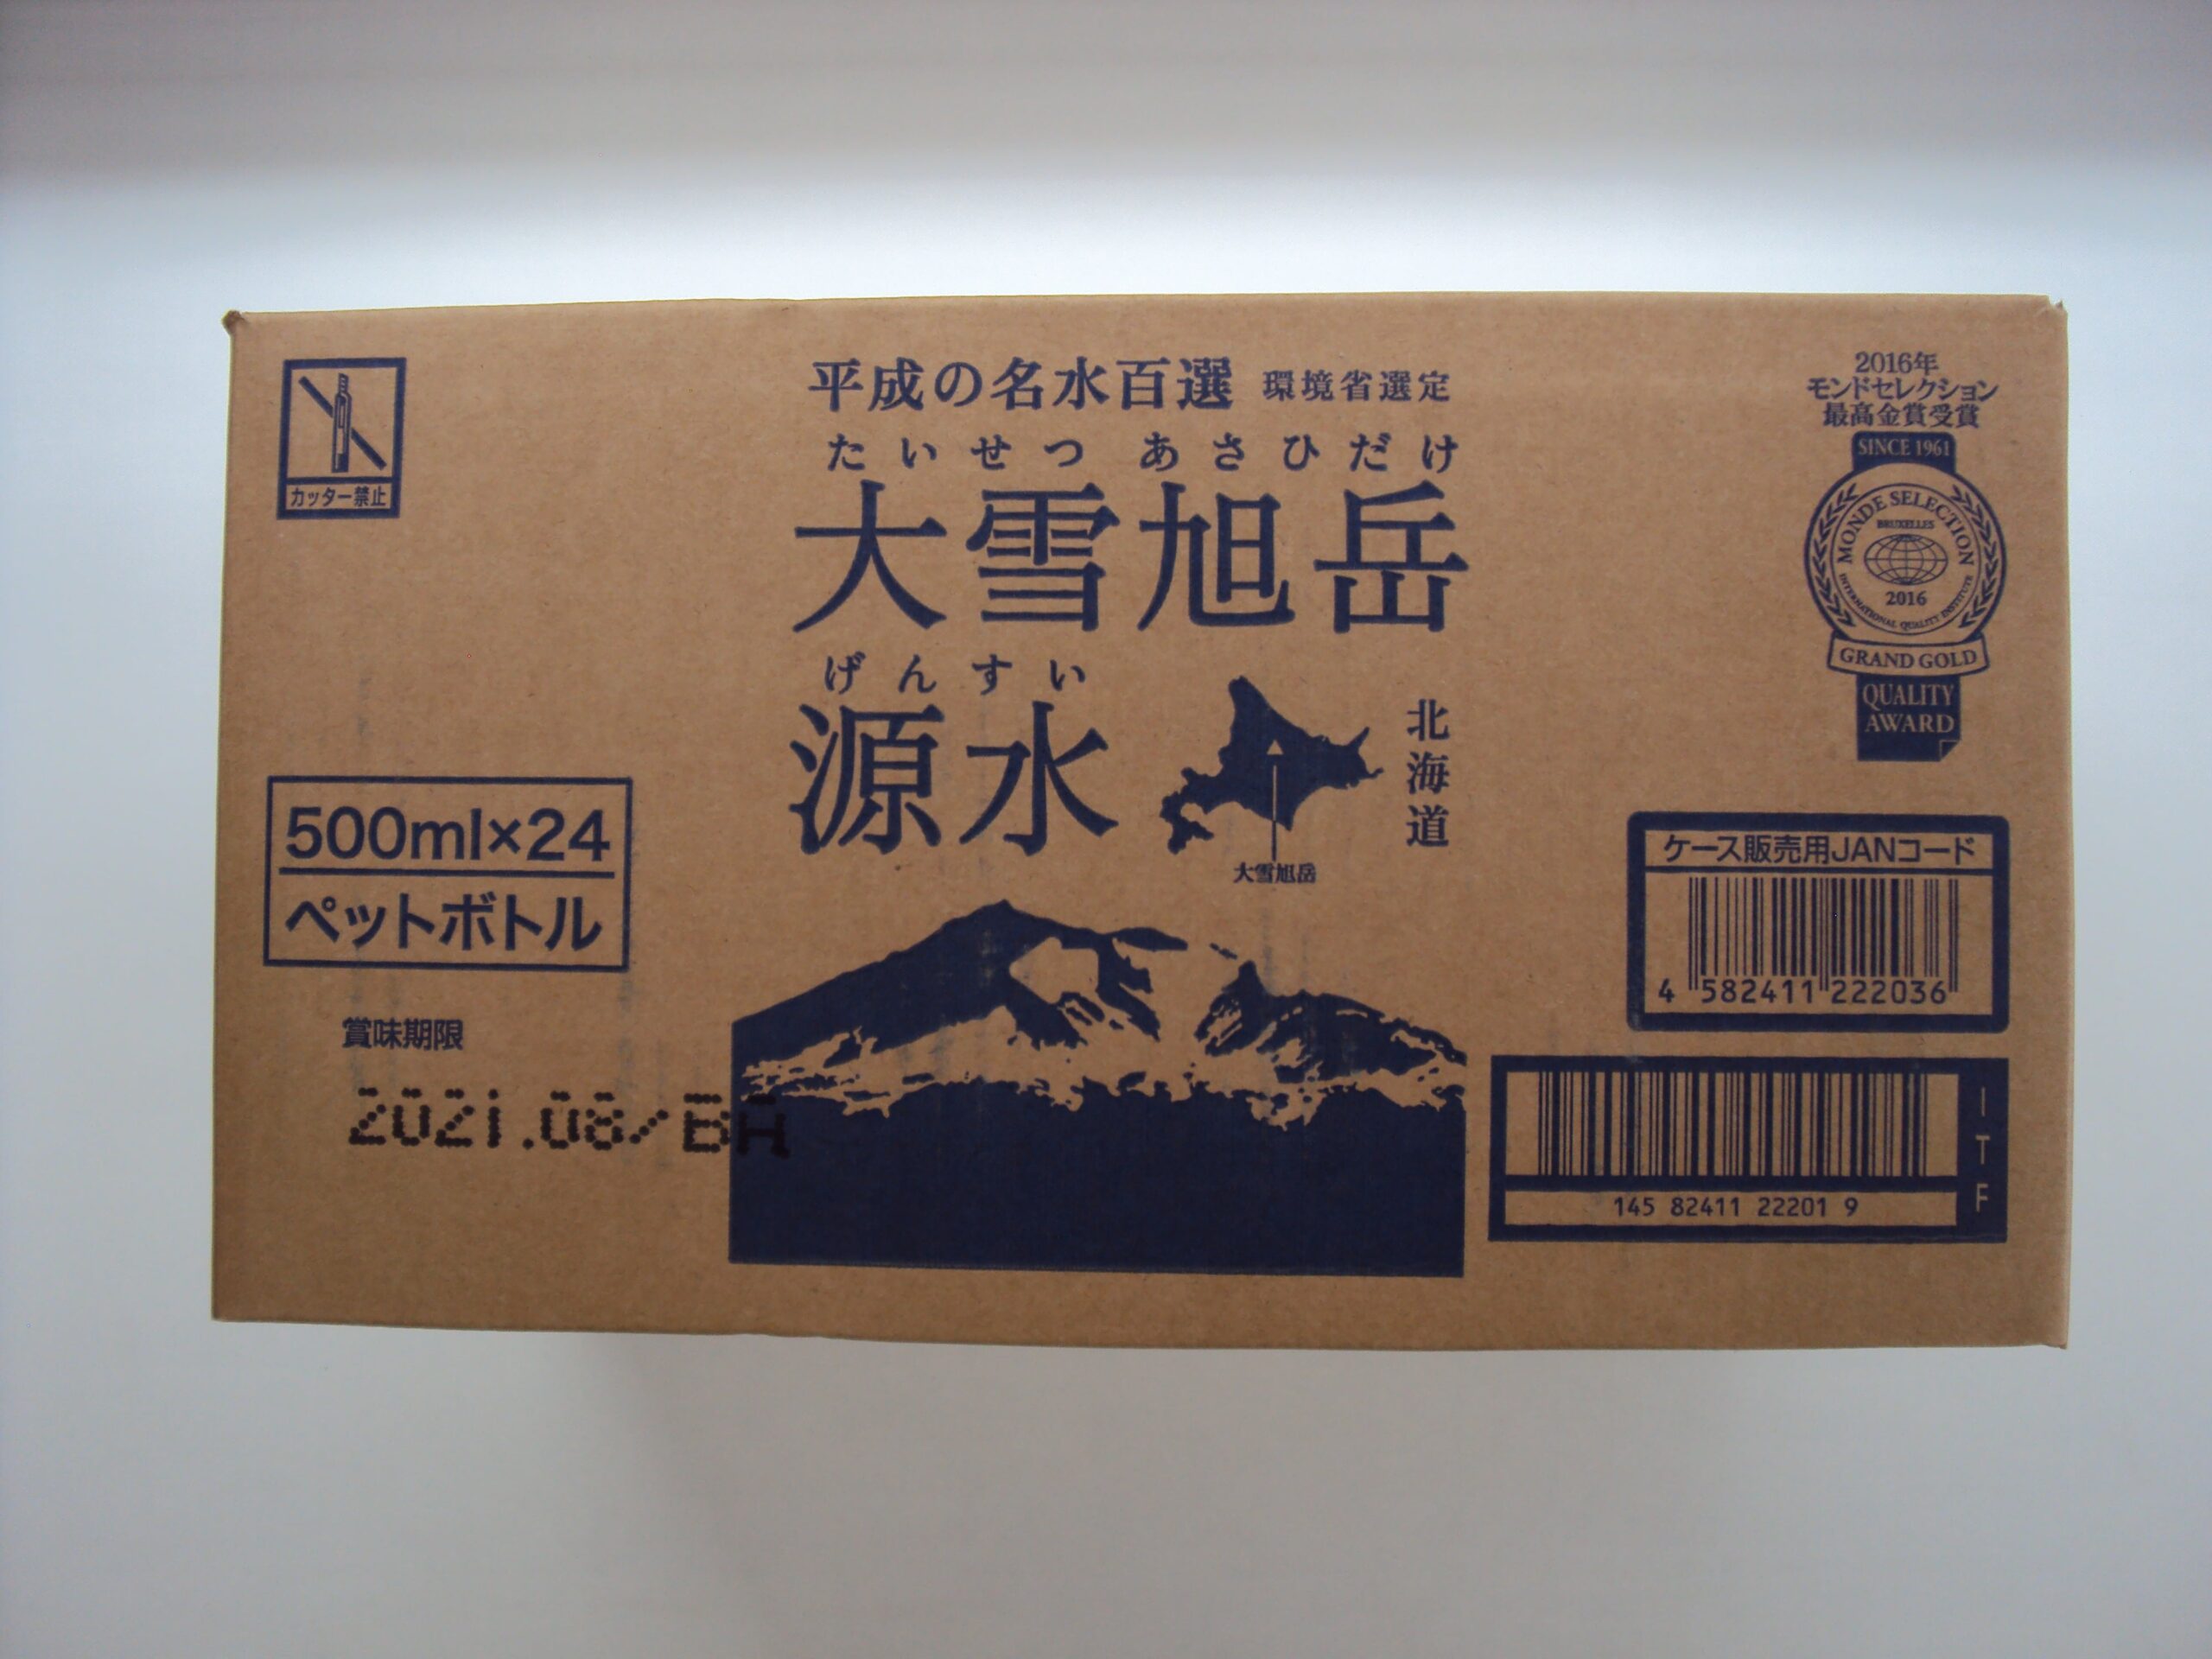 カッター禁止
平成の名水百選 環境省選定
たいせつ あさひだけ
大雪旭岳
げんすい
源水
北海道
大雪旭岳
2016年
モンドセレクション
最高金賞受賞
SINCE 1961
MONDE SELECTION
BRUXELLES
2016
INTERNATIONAL QUALITY INSTITUTE
GRAND GOLD
QUALITY
AWARD
500ml×24
ペットボトル
賞味期限
2021.08/BA
ケース販売用JANコード
4 582411 222036
ITF
145 82411 22201 9